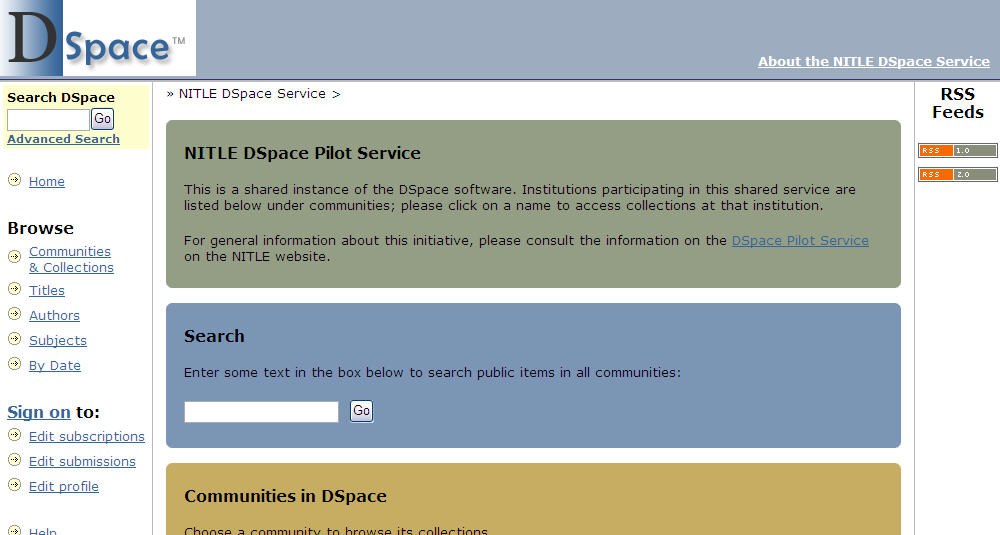 DSpace™
About the NITLE DSpace Service
Search DSpace
Go
Advanced Search
Home
Browse
Communities
& Collections
Titles
Authors
Subjects
By Date
Sign on to:
Edit subscriptions
Edit submissions
Edit profile
Help
» NITLE DSpace Service >
NITLE DSpace Pilot Service
This is a shared instance of the DSpace software. Institutions participating in this shared service are
listed below under communities; please click on a name to access collections at that institution.
For general information about this initiative, please consult the information on the DSpace Pilot Service
on the NITLE website.
Search
Enter some text in the box below to search public items in all communities:
Go
Communities in DSpace
Choose a community to browse its collections.
RSS
Feeds
RSS 1.0
RSS 2.0